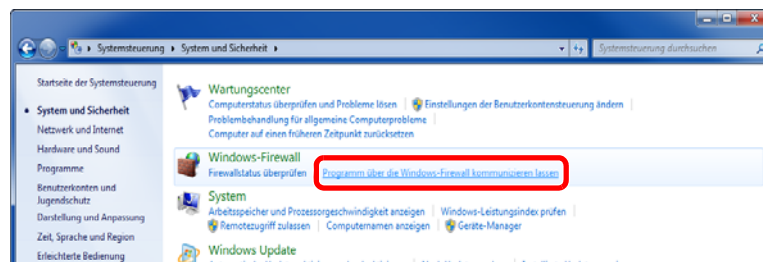 Systemsteuerung ▸ System und Sicherheit ▸
Systemsteuerung durchsuchen
Startseite der Systemsteuerung
System und Sicherheit
Netzwerk und Internet
Hardware und Sound
Programme
Benutzerkonten und
Jugendschutz
Darstellung und Anpassung
Zeit, Sprache und Region
Erleichterte Bedienung
Wartungscenter
Computerstatus überprüfen und Probleme lösen | Einstellungen der Benutzerkontensteuerung ändern |
Problembehandlung für allgemeine Computerprobleme |
Computer auf einen früheren Zeitpunkt zurücksetzen
Windows-Firewall
Firewallstatus überprüfen | Programm über die Windows-Firewall kommunizieren lassen
System
Arbeitsspeicher und Prozessorgeschwindigkeit anzeigen | Windows-Leistungsindex prüfen |
Remotezugriff zulassen | Computernamen anzeigen | Geräte-Manager
Windows Update